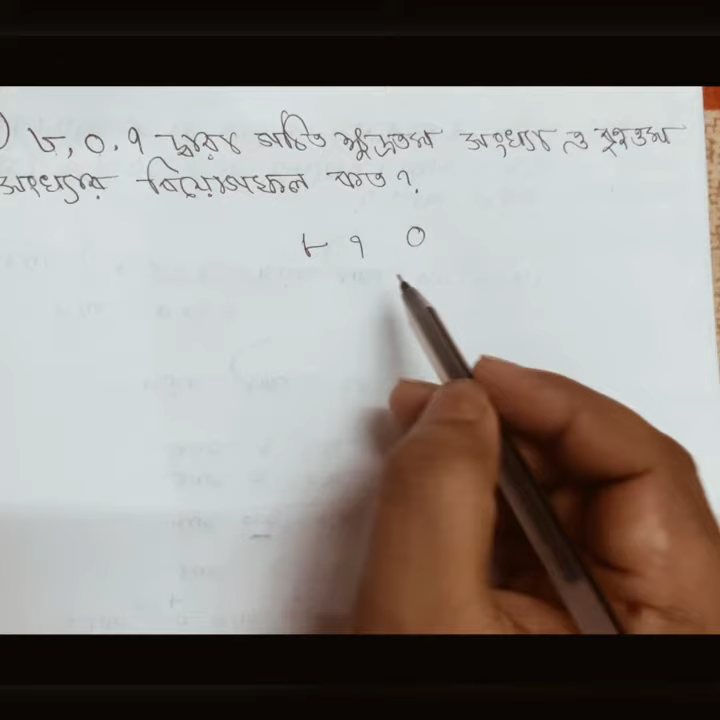 ) ৮, ০, ৭ দ্বারা গঠিত ক্ষুদ্রতম সংখ্যা ও বৃহত্তম
সংখ্যার বিয়োগফল কত?
৮ ৭ ০